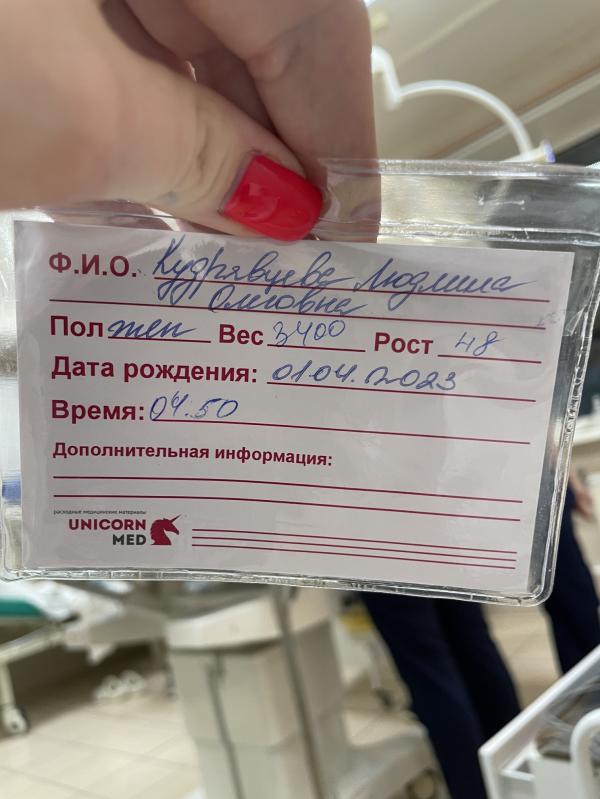 Ф.И.О. Кудрявцева Людмила
Олеговна
Пол жен Вес 3400 Рост 48
Дата рождения: 01.04.2023
Время: 04.50
Дополнительная информация:
расходные медицинские материалы
UNICORN
MED